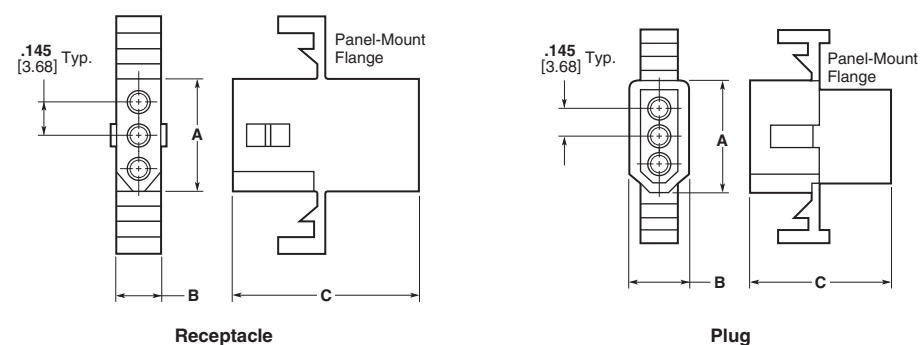 .145
[3.68]
Typ.
Panel-Mount
Flange
A
B
C
Receptacle
.145
[3.68]
Typ.
Panel-Mount
Flange
A
B
C
Plug